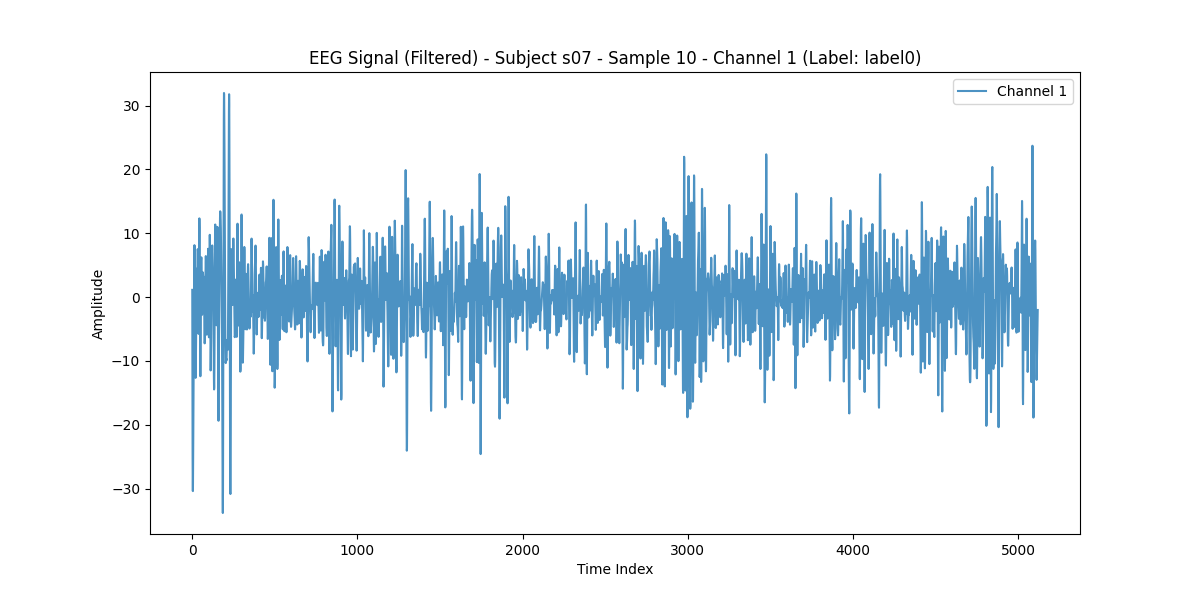 EEG Signal (Filtered) - Subject s07 - Sample 10 - Channel 1 (Label: label0)
Channel 1
30
20
10
0
−10
−20
−30
Amplitude
0 1000 2000 3000 4000 5000
Time Index